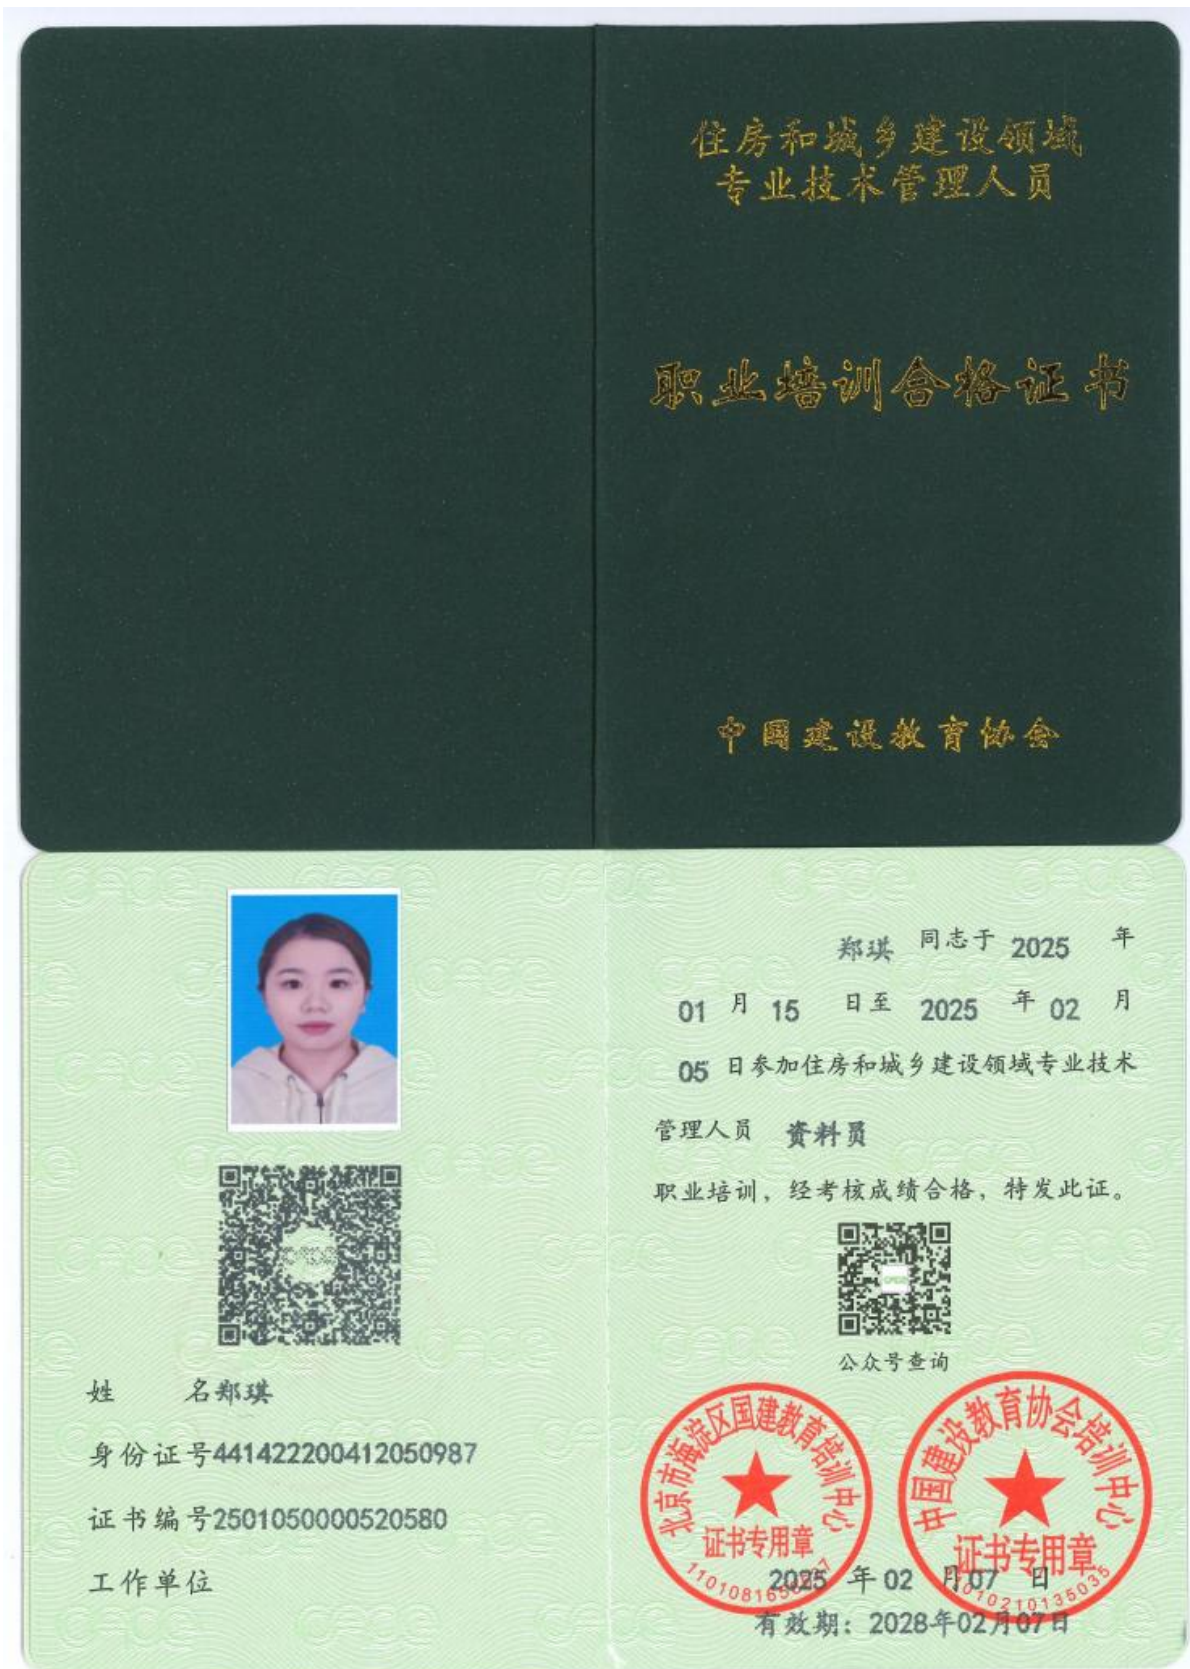 住房和城乡建设领域
专业技术管理人员
职业培训合格证书
中国建设教育协会
姓 名郑琪
身份证号441422200412050987
证书编号2501050000520580
工作单位
郑琪 同志于 2025 年
01 月 15 日至 2025 年 02 月
05 日参加住房和城乡建设领域专业技术
管理人员 资料员
职业培训，经考核成绩合格，特发此证。
公众号查询
北京市海淀区国建教育培训中心
证书专用章
中国建设教育协会培训中心
证书专用章
2025 年 02 月 07 日
有效期：2028年02月07日